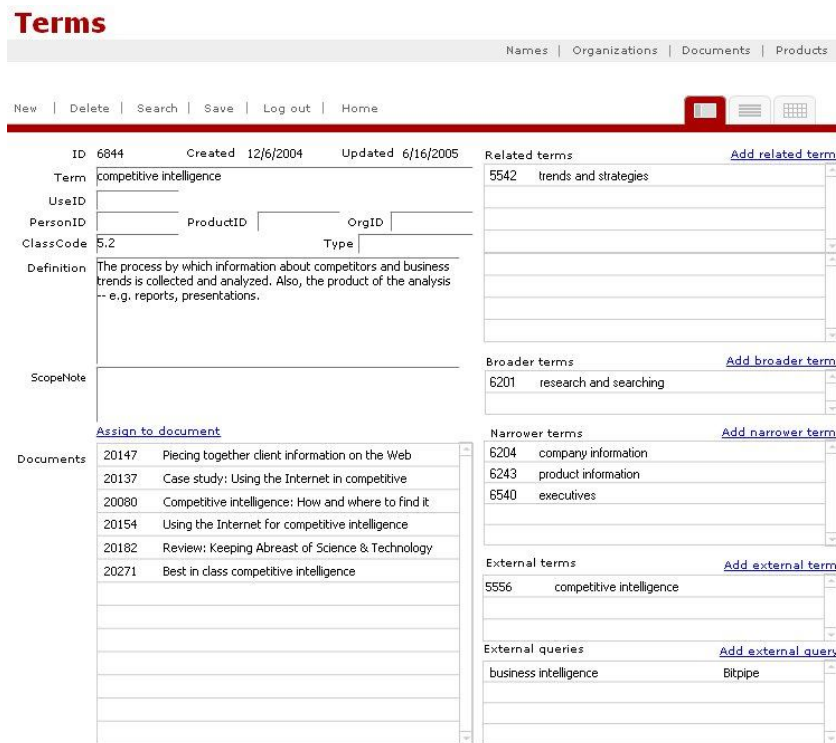 Terms
Names | Organizations | Documents | Products
New | Delete | Search | Save | Log out | Home
ID 6844 Created 12/6/2004 Updated 6/16/2005
Term competitive intelligence
UseID
PersonID ProductID OrgID
ClassCode 5.2 Type
Definition The process by which information about competitors and business
trends is collected and analyzed. Also, the product of the analysis
-- e.g. reports, presentations.
ScopeNote
Assign to document
Documents
20147 Piecing together client information on the Web
20137 Case study: Using the Internet in competitive
20080 Competitive intelligence: How and where to find it
20154 Using the Internet for competitive intelligence
20182 Review: Keeping Abreast of Science & Technology
20271 Best in class competitive intelligence
Related terms Add related term
5542 trends and strategies
Broader terms Add broader term
6201 research and searching
Narrower terms Add narrower term
6204 company information
6243 product information
6540 executives
External terms Add external term
5556 competitive intelligence
External queries Add external query
business intelligence Bitpipe